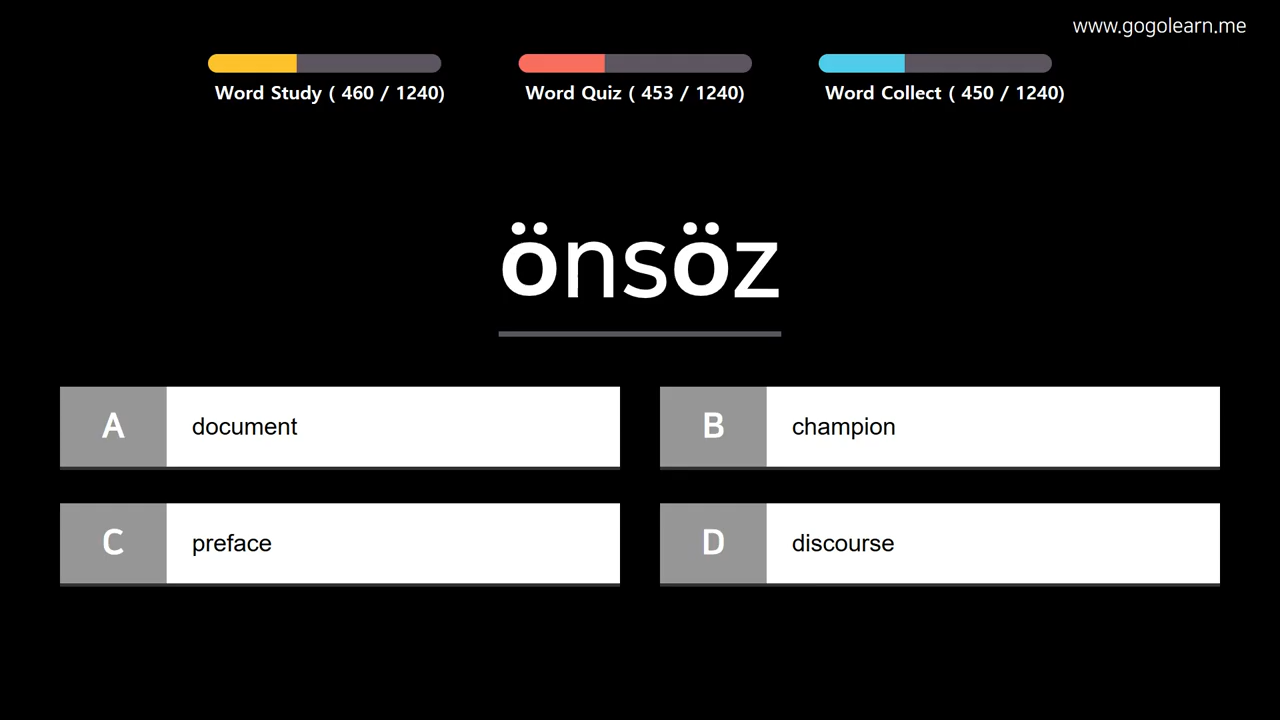 www.gogolearn.me
Word Study ( 460 / 1240)
Word Quiz ( 453 / 1240)
Word Collect ( 450 / 1240)
önsöz
A document
B champion
C preface
D discourse